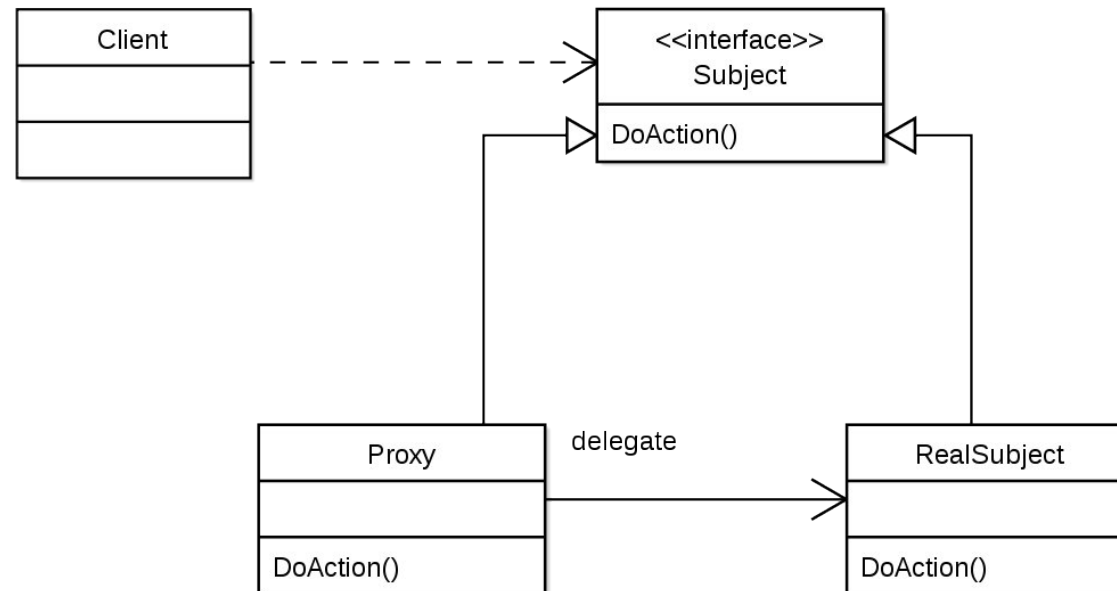 Client
<<interface>>
Subject
DoAction()
Proxy
delegate
RealSubject
DoAction()
DoAction()